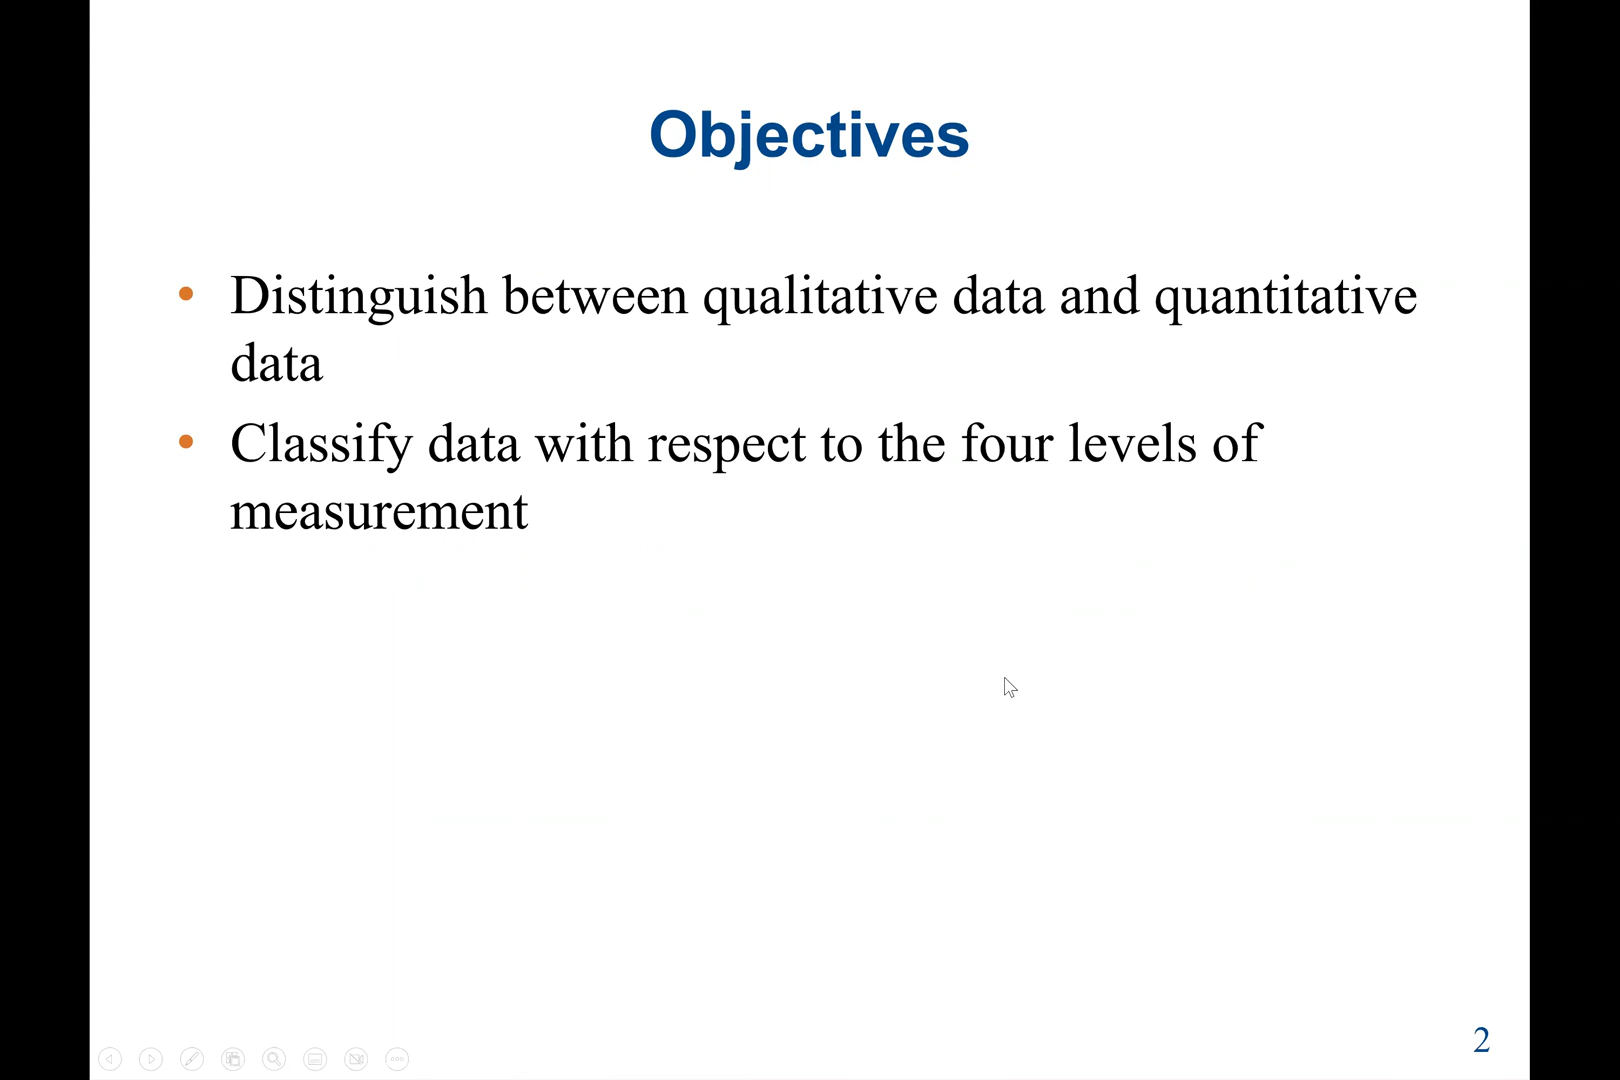 Objectives
• Distinguish between qualitative data and quantitative
data
• Classify data with respect to the four levels of
measurement
2